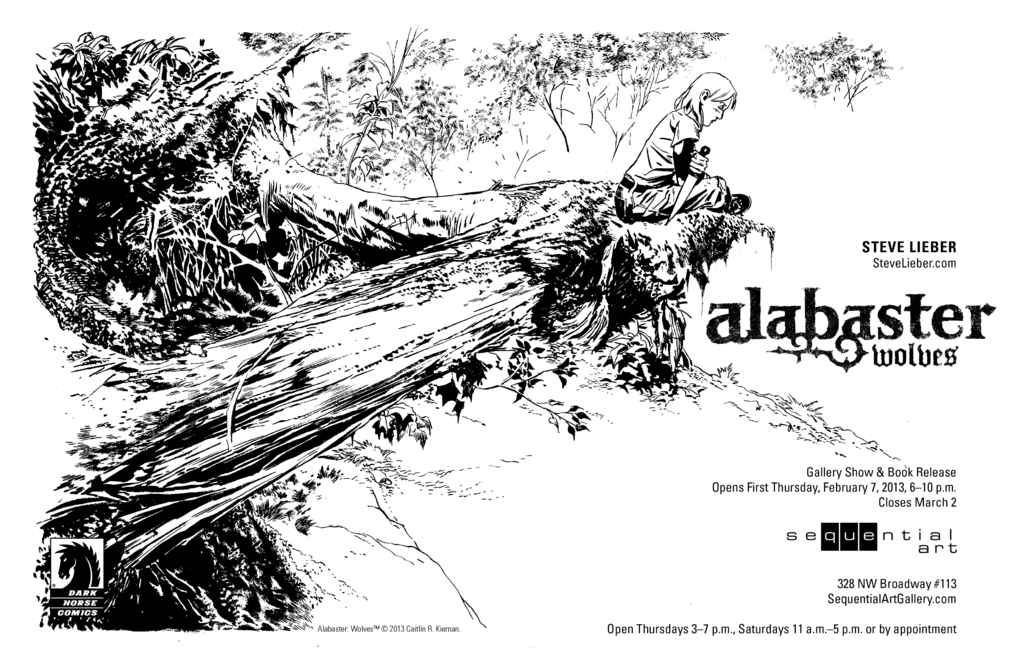 STEVE LIEBER
SteveLieber.com
alabaster
wolves
Gallery Show & Book Release
Opens First Thursday, February 7, 2013, 6–10 p.m.
Closes March 2
sequential
art
328 NW Broadway #113
SequentialArtGallery.com
Open Thursdays 3–7 p.m., Saturdays 11 a.m.–5 p.m. or by appointment
DARK
HORSE
COMICS
Alabaster: Wolves™ © 2013 Caitlín R. Kiernan.